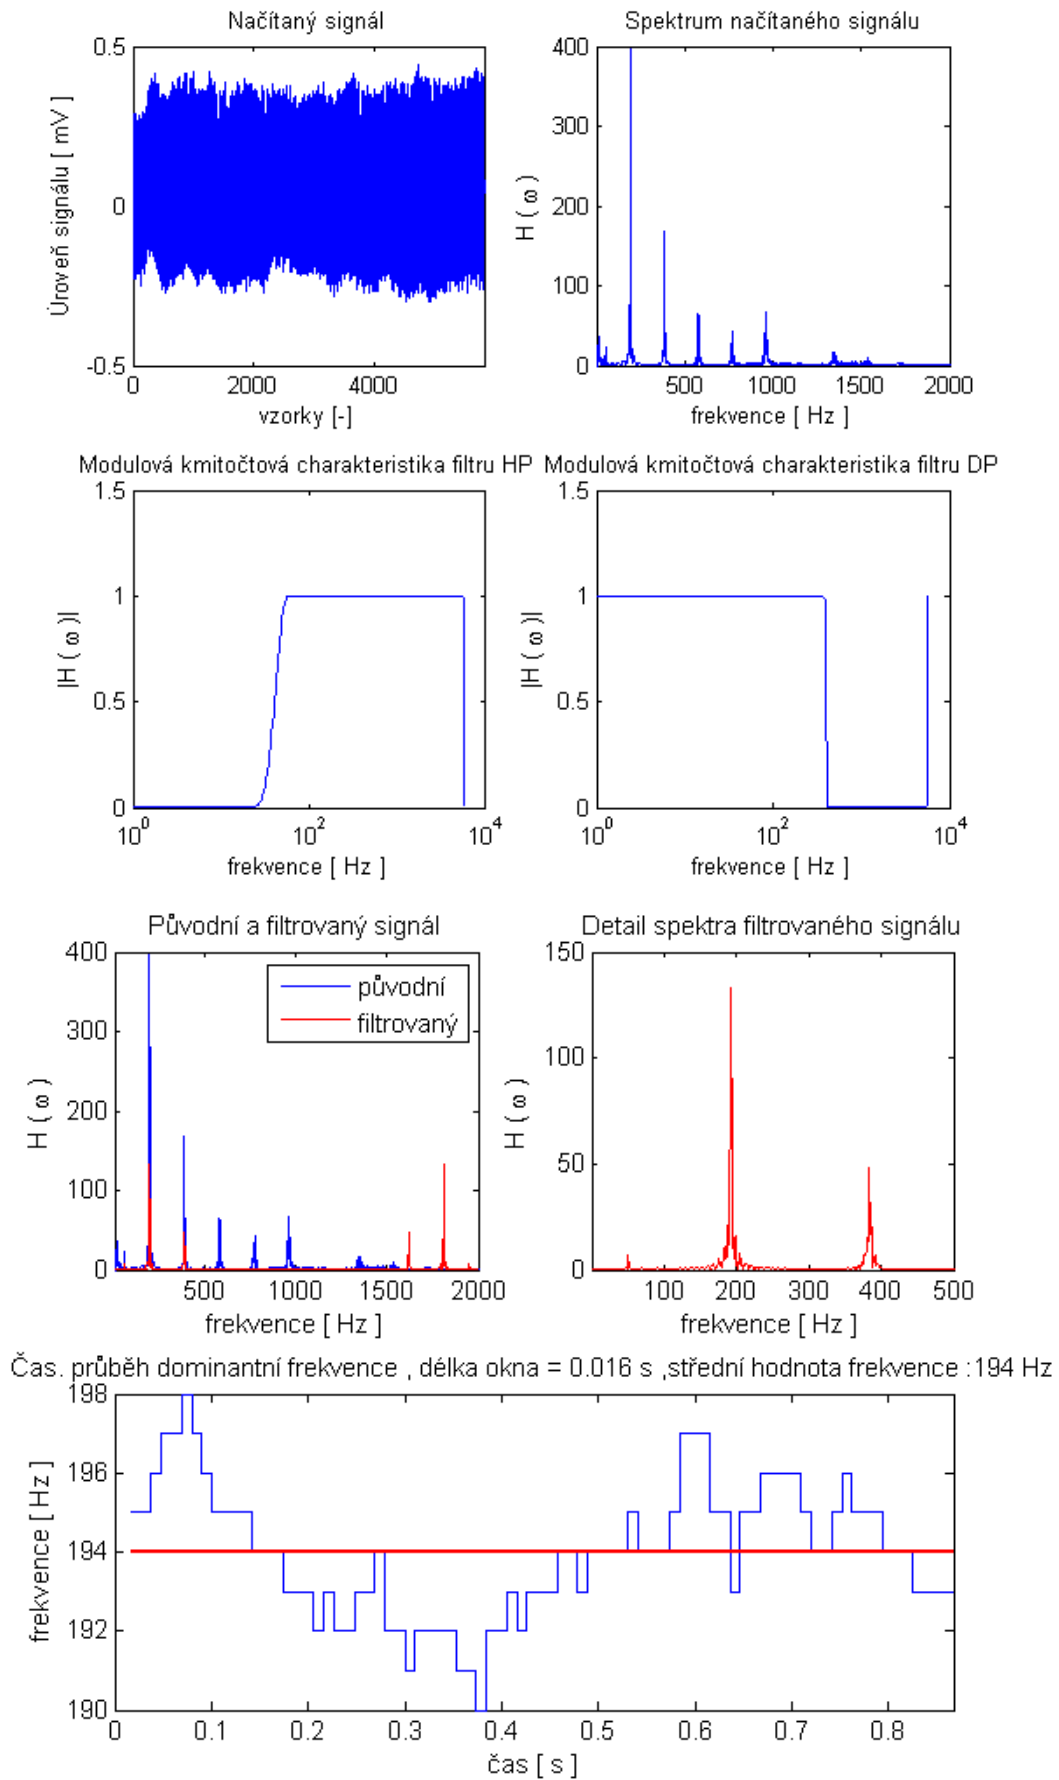 Načítaný signál
0.5
0
-0.5
Úroveň signálu [ mV ]
0 2000 4000
vzorky [-]
Spektrum načítaného signálu
400
300
200
100
0
H ( ω )
500 1000 1500 2000
frekvence [ Hz ]
Modulová kmitočtová charakteristika filtru HP
1.5
1
0.5
0
|H ( ω )|
10^0 10^2 10^4
frekvence [ Hz ]
Modulová kmitočtová charakteristika filtru DP
1.5
1
0.5
0
|H ( ω )|
10^0 10^2 10^4
frekvence [ Hz ]
Původní a filtrovaný signál
400
300
200
100
0
H ( ω )
původní
filtrovaný
500 1000 1500 2000
frekvence [ Hz ]
Detail spektra filtrovaného signálu
150
100
50
0
H ( ω )
100 200 300 400 500
frekvence [ Hz ]
Čas. průběh dominantní frekvence , délka okna = 0.016 s ,střední hodnota frekvence :194 Hz
198
196
194
192
190
frekvence [ Hz ]
0 0.1 0.2 0.3 0.4 0.5 0.6 0.7 0.8
čas [ s ]